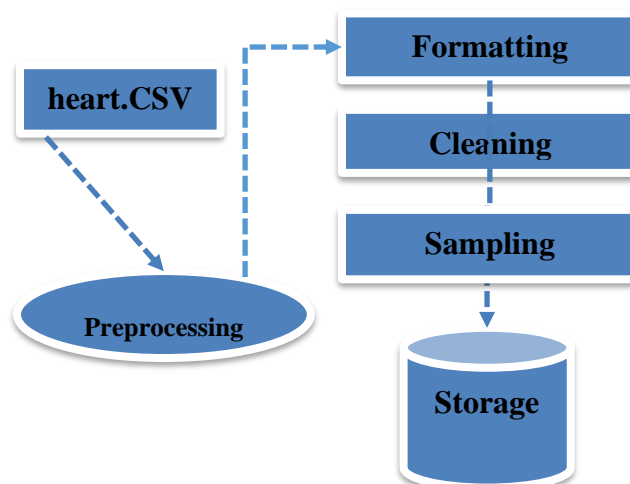 heart.CSV
Preprocessing
Formatting
Cleaning
Sampling
Storage